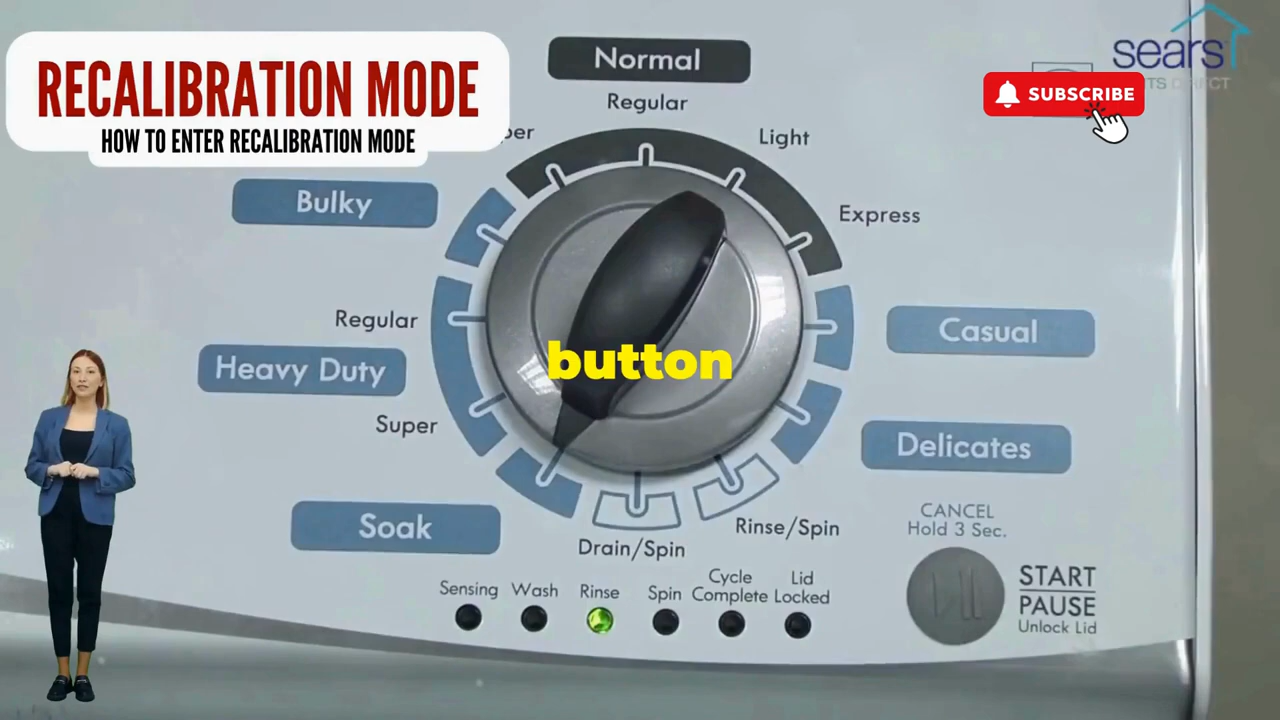 sears
RECALIBRATION MODE
HOW TO ENTER RECALIBRATION MODE
SUBSCRIBE
DIRECT
Normal
Regular
Light
Bulky
Express
Regular
Casual
Heavy Duty
button
Super
Delicates
Soak
Rinse/Spin
Drain/Spin
CANCEL
Hold 3 Sec.
Sensing
Wash
Rinse
Spin
Cycle
Complete
Lid
Locked
START
PAUSE
Unlock Lid